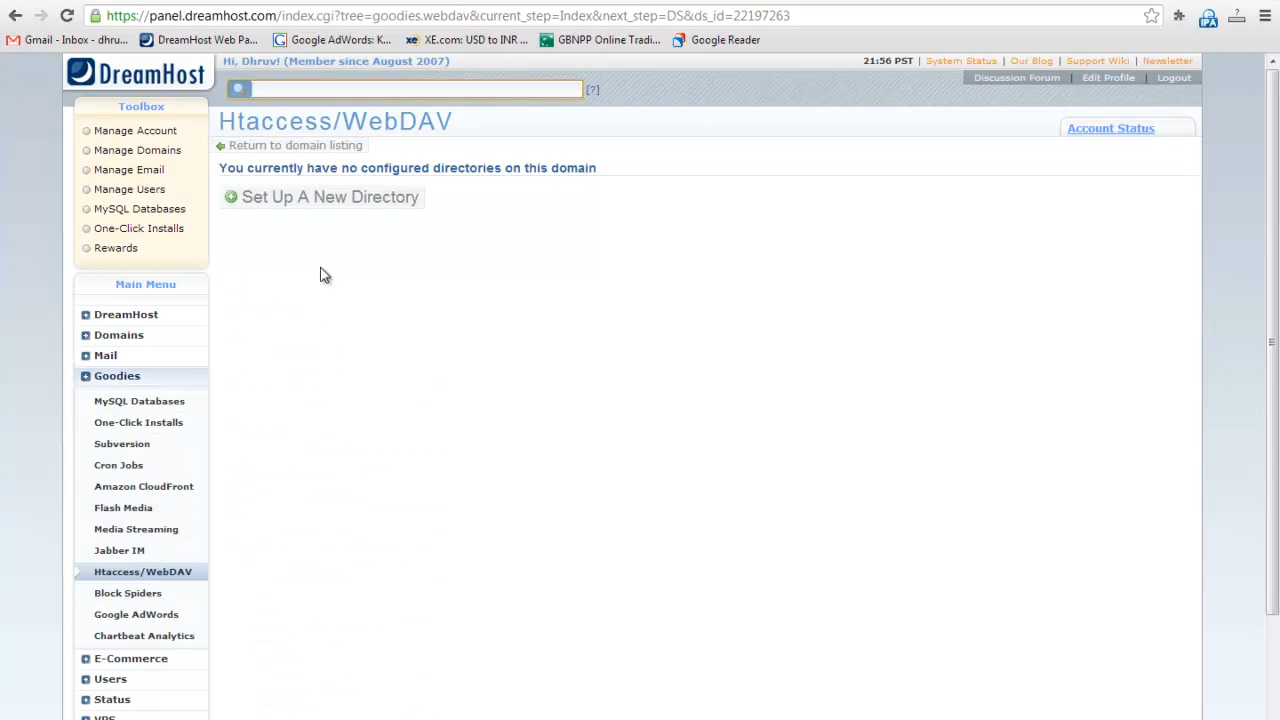 https://panel.dreamhost.com/index.cgi?tree=goodies.webdav&current_step=Index&next_step=DS&ds_id=22197263
Gmail - Inbox - dhru...
DreamHost Web Pa...
Google AdWords: K...
XE.com: USD to INR ...
GBNPP Online Tradi...
Google Reader
DreamHost
Hi, Dhruv! (Member since August 2007)
21:56 PST | System Status | Our Blog | Support Wiki | Newsletter
Discussion Forum | Edit Profile | Logout
[?]
Toolbox
Manage Account
Manage Domains
Manage Email
Manage Users
MySQL Databases
One-Click Installs
Rewards
Main Menu
DreamHost
Domains
Mail
Goodies
MySQL Databases
One-Click Installs
Subversion
Cron Jobs
Amazon CloudFront
Flash Media
Media Streaming
Jabber IM
Htaccess/WebDAV
Block Spiders
Google AdWords
Chartbeat Analytics
E-Commerce
Users
Status
VPS
Htaccess/WebDAV
Account Status
Return to domain listing
You currently have no configured directories on this domain
Set Up A New Directory